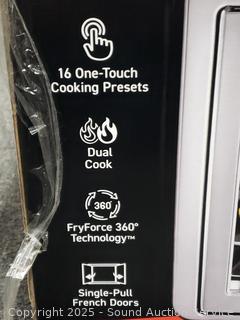 16 One-Touch
Cooking Presets
Dual
Cook
360°
FryForce 360°
Technology™
Single-Pull
French Doors
Copyright 2025 - Sound Auction Service